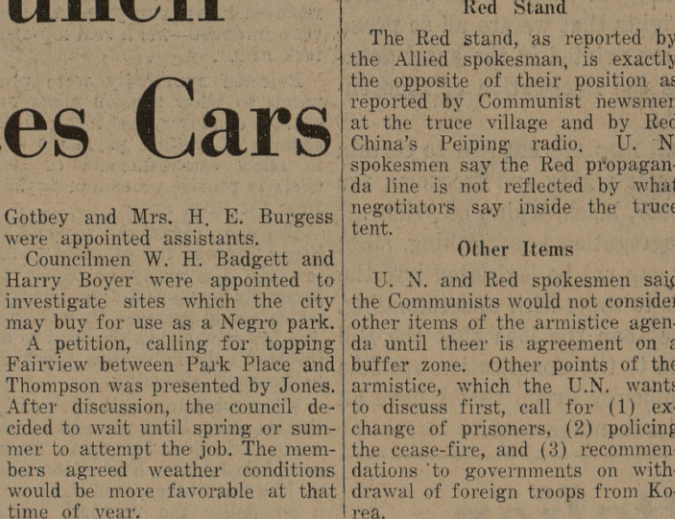 es Cars
Gotbey and Mrs. H. E. Burgess
were appointed assistants.
Councilmen W. H. Badgett and
Harry Boyer were appointed to
investigate sites which the city
may buy for use as a Negro park.
A petition, calling for topping
Fairview between Park Place and
Thompson was presented by Jones.
After discussion, the council de-
cided to wait until spring or sum-
mer to attempt the job. The mem-
bers agreed weather conditions
would be more favorable at that
time of year.
Red Stand
The Red stand, as reported by
the Allied spokesman, is exactly
the opposite of their position as
reported by Communist newsmen
at the truce village and by Red
China's Peiping radio. U. N.
spokesmen say the Red propagan-
da line is not reflected by what
negotiators say inside the truce
tent.
Other Items
U. N. and Red spokesmen said
the Communists would not consider
other items of the armistice agen-
da until theer is agreement on a
buffer zone. Other points of the
armistice, which the U.N. wants
to discuss first, call for (1) ex-
change of prisoners, (2) policing
the cease-fire, and (3) recommen-
dations to governments on with-
drawal of foreign troops from Ko-
rea.